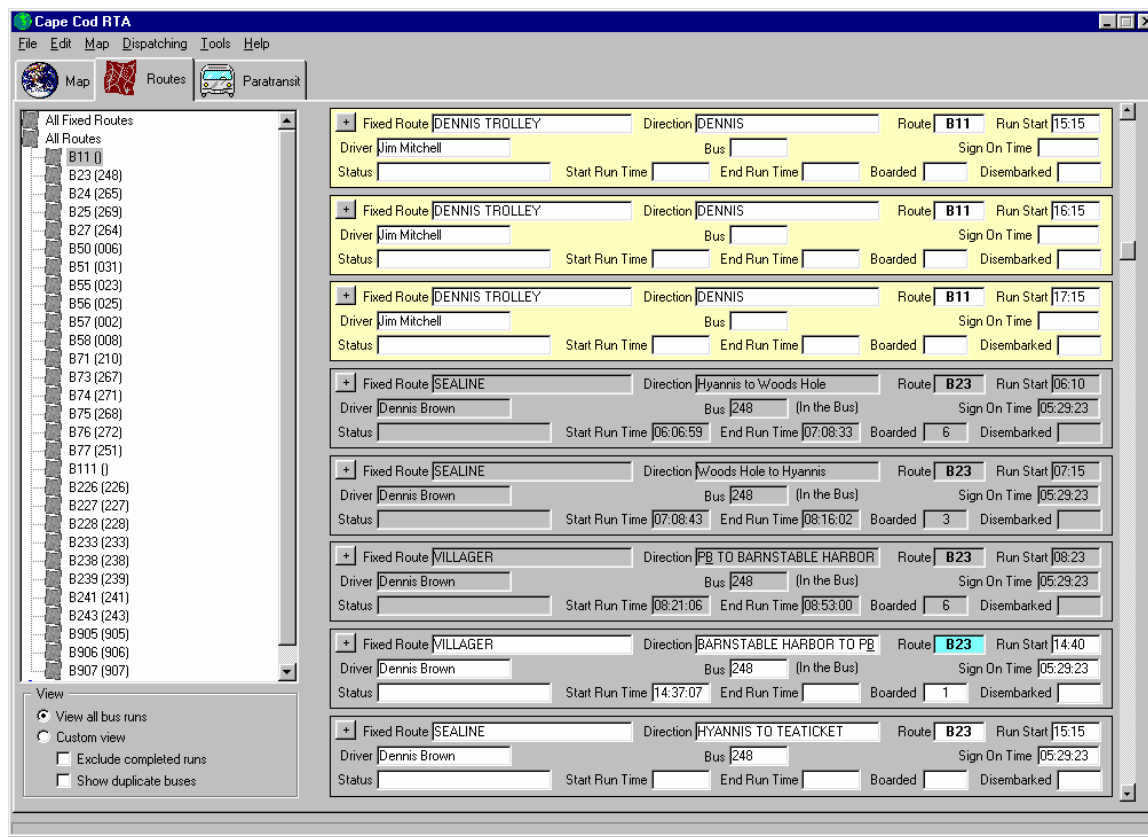 Cape Cod RTA
File Edit Map Dispatching Tools Help
Map Routes Paratransit
All Fixed Routes
All Routes
B11 ()
B23 (248)
B24 (265)
B25 (269)
B27 (264)
B50 (006)
B51 (031)
B55 (023)
B56 (025)
B57 (002)
B58 (008)
B71 (210)
B73 (267)
B74 (271)
B75 (268)
B76 (272)
B77 (251)
B111 ()
B226 (226)
B227 (227)
B228 (228)
B233 (233)
B238 (238)
B239 (239)
B241 (241)
B243 (243)
B905 (905)
B906 (906)
B907 (907)
View
View all bus runs
Custom view
Exclude completed runs
Show duplicate buses
+ Fixed Route DENNIS TROLLEY Direction DENNIS Route B11 Run Start 15:15
Driver Jim Mitchell Bus Sign On Time
Status Start Run Time End Run Time Boarded Disembarked
+ Fixed Route DENNIS TROLLEY Direction DENNIS Route B11 Run Start 16:15
Driver Jim Mitchell Bus Sign On Time
Status Start Run Time End Run Time Boarded Disembarked
+ Fixed Route DENNIS TROLLEY Direction DENNIS Route B11 Run Start 17:15
Driver Jim Mitchell Bus Sign On Time
Status Start Run Time End Run Time Boarded Disembarked
+ Fixed Route SEALINE Direction Hyannis to Woods Hole Route B23 Run Start 06:10
Driver Dennis Brown Bus 248 (In the Bus) Sign On Time 05:29:23
Status Start Run Time 06:06:59 End Run Time 07:08:33 Boarded 6 Disembarked
+ Fixed Route SEALINE Direction Woods Hole to Hyannis Route B23 Run Start 07:15
Driver Dennis Brown Bus 248 (In the Bus) Sign On Time 05:29:23
Status Start Run Time 07:08:43 End Run Time 08:16:02 Boarded 3 Disembarked
+ Fixed Route VILLAGER Direction PB TO BARNSTABLE HARBOR Route B23 Run Start 08:23
Driver Dennis Brown Bus 248 (In the Bus) Sign On Time 05:29:23
Status Start Run Time 08:21:06 End Run Time 08:53:00 Boarded 6 Disembarked
+ Fixed Route VILLAGER Direction BARNSTABLE HARBOR TO PB Route B23 Run Start 14:40
Driver Dennis Brown Bus 248 (In the Bus) Sign On Time 05:29:23
Status Start Run Time 14:37:07 End Run Time Boarded 1 Disembarked
+ Fixed Route SEALINE Direction HYANNIS TO TEATICKET Route B23 Run Start 15:15
Driver Dennis Brown Bus 248 Sign On Time 05:29:23
Status Start Run Time End Run Time Boarded Disembarked